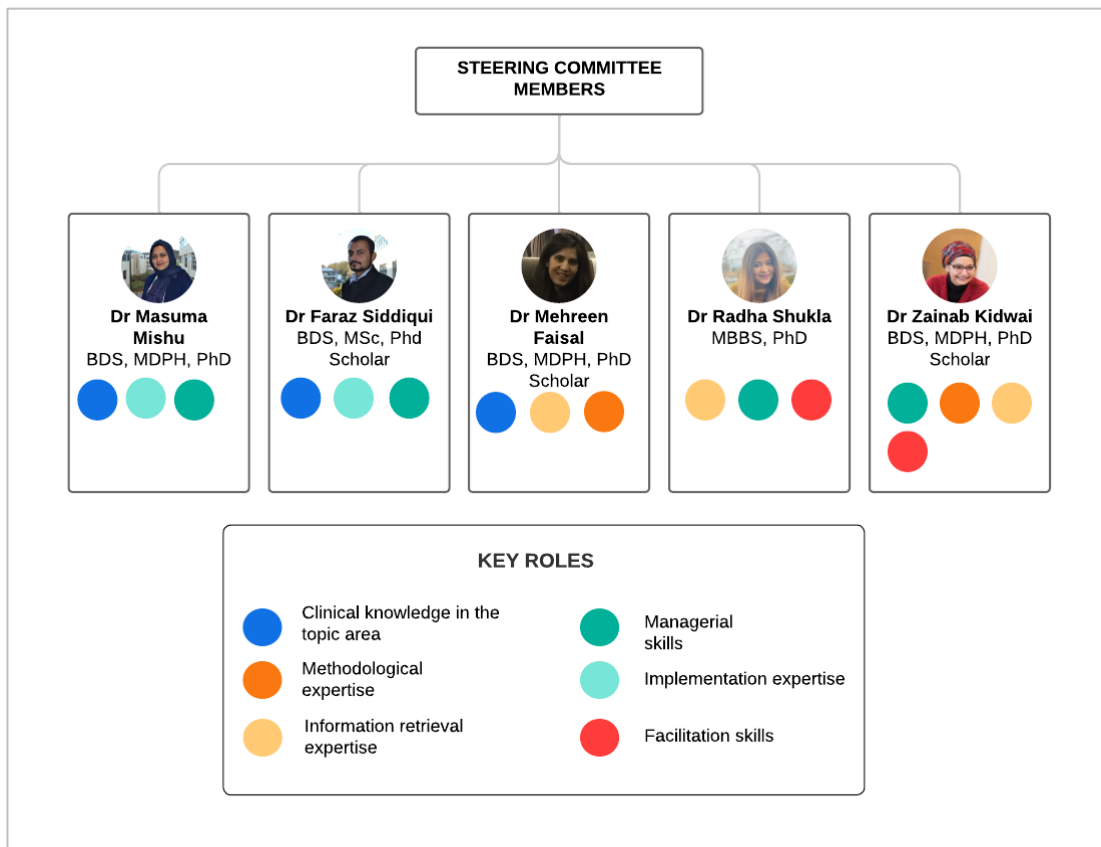 STEERING COMMITTEE
MEMBERS
Dr Masuma
Mishu
BDS, MDPH, PhD
Dr Faraz Siddiqui
BDS, MSc, Phd
Scholar
Dr Mehreen
Faisal
BDS, MDPH, PhD
Scholar
Dr Radha Shukla
MBBS, PhD
Dr Zainab Kidwai
BDS, MDPH, PhD
Scholar
KEY ROLES
Clinical knowledge in the
topic area
Methodological
expertise
Information retrieval
expertise
Managerial
skills
Implementation expertise
Facilitation skills